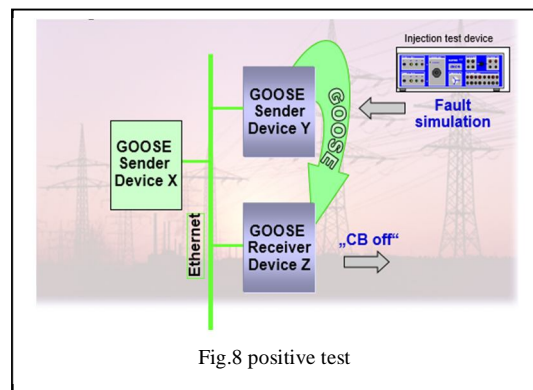 Injection test device
GOOSE
Sender
Device Y
GOOSE
Fault
simulation
GOOSE
Sender
Device X
Ethernet
GOOSE
Receiver
Device Z
„CB off“
Fig.8 positive test